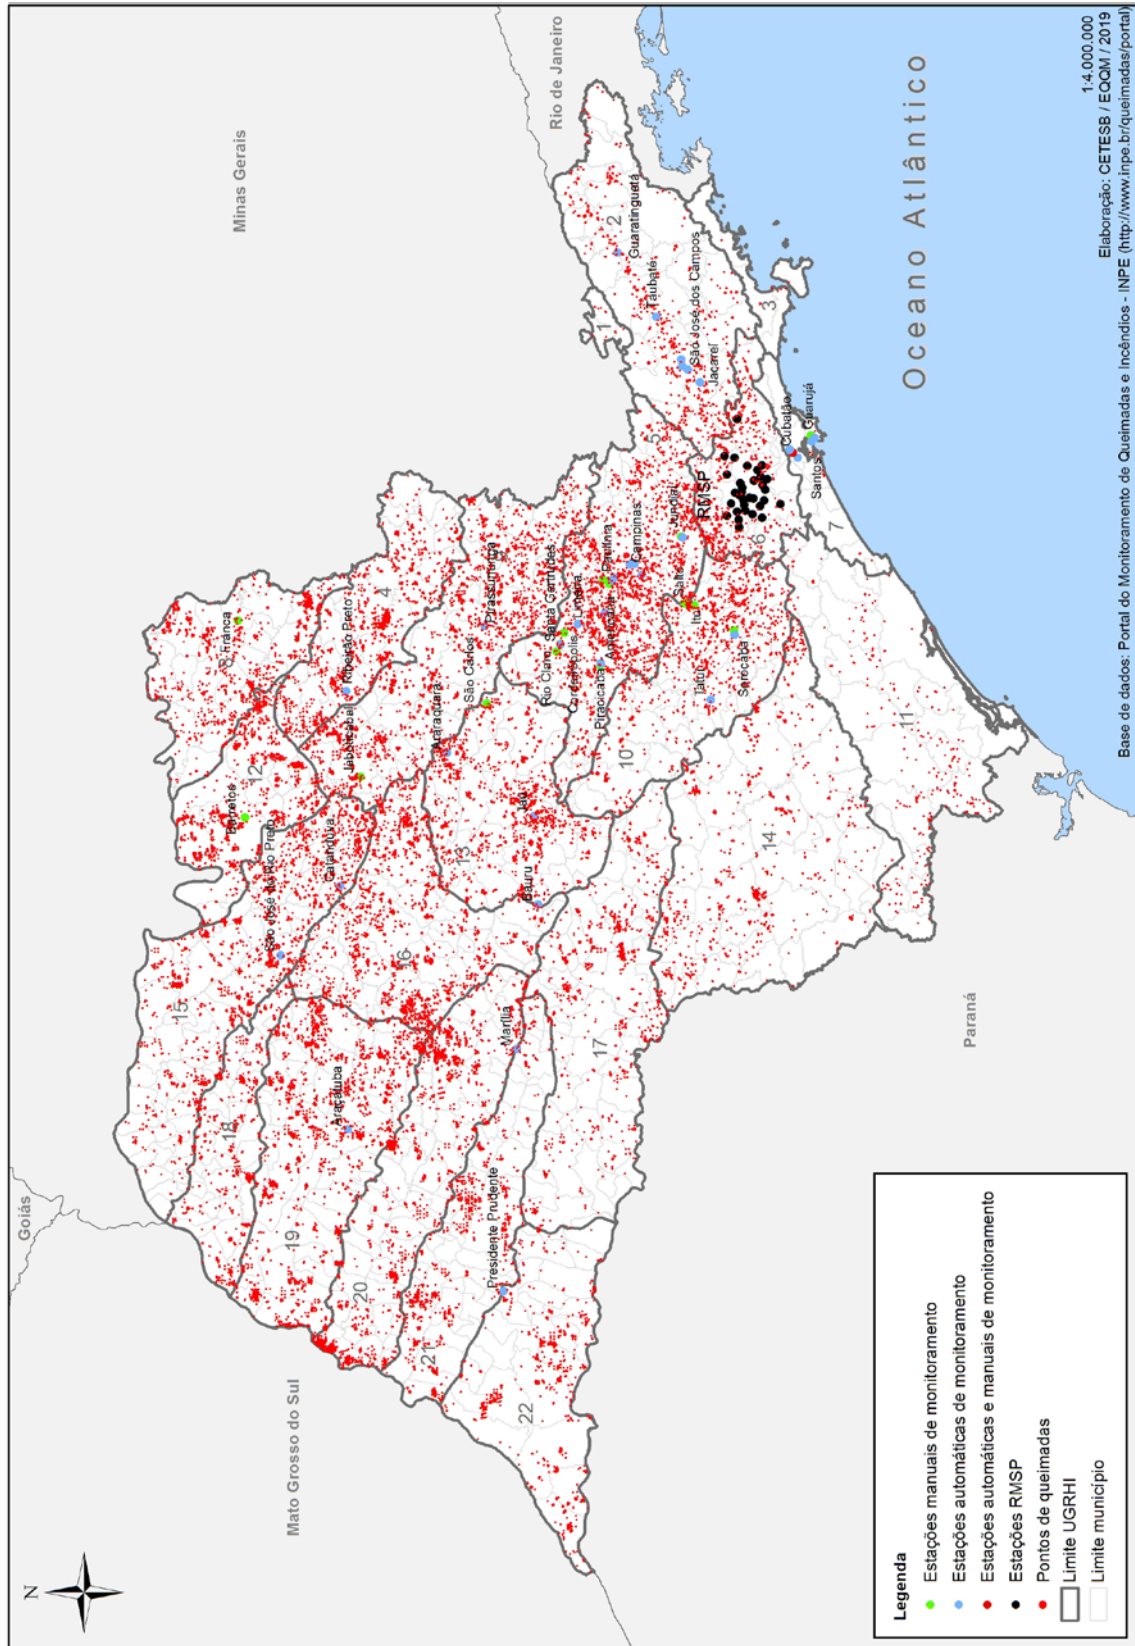 N
Goiás
Minas Gerais
Mato Grosso do Sul
Rio de Janeiro
Paraná
Oceano Atlântico
15
18
19
20
21
22
17
16
12
8
4
13
10
14
11
5
6
7
1
2
3
Franca
Barretos
São José do Rio Preto
Ribeirão Preto
Jaboticabal
Catanduva
Araçatuba
Araraquara
São Carlos
Pirassununga
Jaú
Bauru
Marília
Presidente Prudente
Rio Claro
Santa Gertrudes
Cordeirópolis
Limeira
Piracicaba
Americana
Paulínia
Campinas
Jundiaí
Salto
Itu
Tatuí
Sorocaba
RMSP
Guaratinguetá
Taubaté
São José dos Campos
Jacareí
Cubatão
Guarujá
Santos
Legenda
Estações manuais de monitoramento
Estações automáticas de monitoramento
Estações automáticas e manuais de monitoramento
Estações RMSP
Pontos de queimadas
Limite UGRHI
Limite município
1:4.000.000
Elaboração: CETESB / EQQM / 2019
Base de dados: Portal do Monitoramento de Queimadas e Incêndios - INPE (http://www.inpe.br/queimadas/portal)